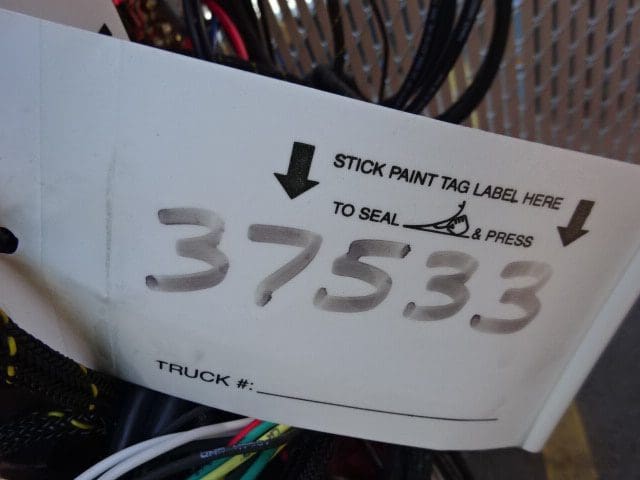 STICK PAINT TAG LABEL HERE
TO SEAL & PRESS
37533
TRUCK #: